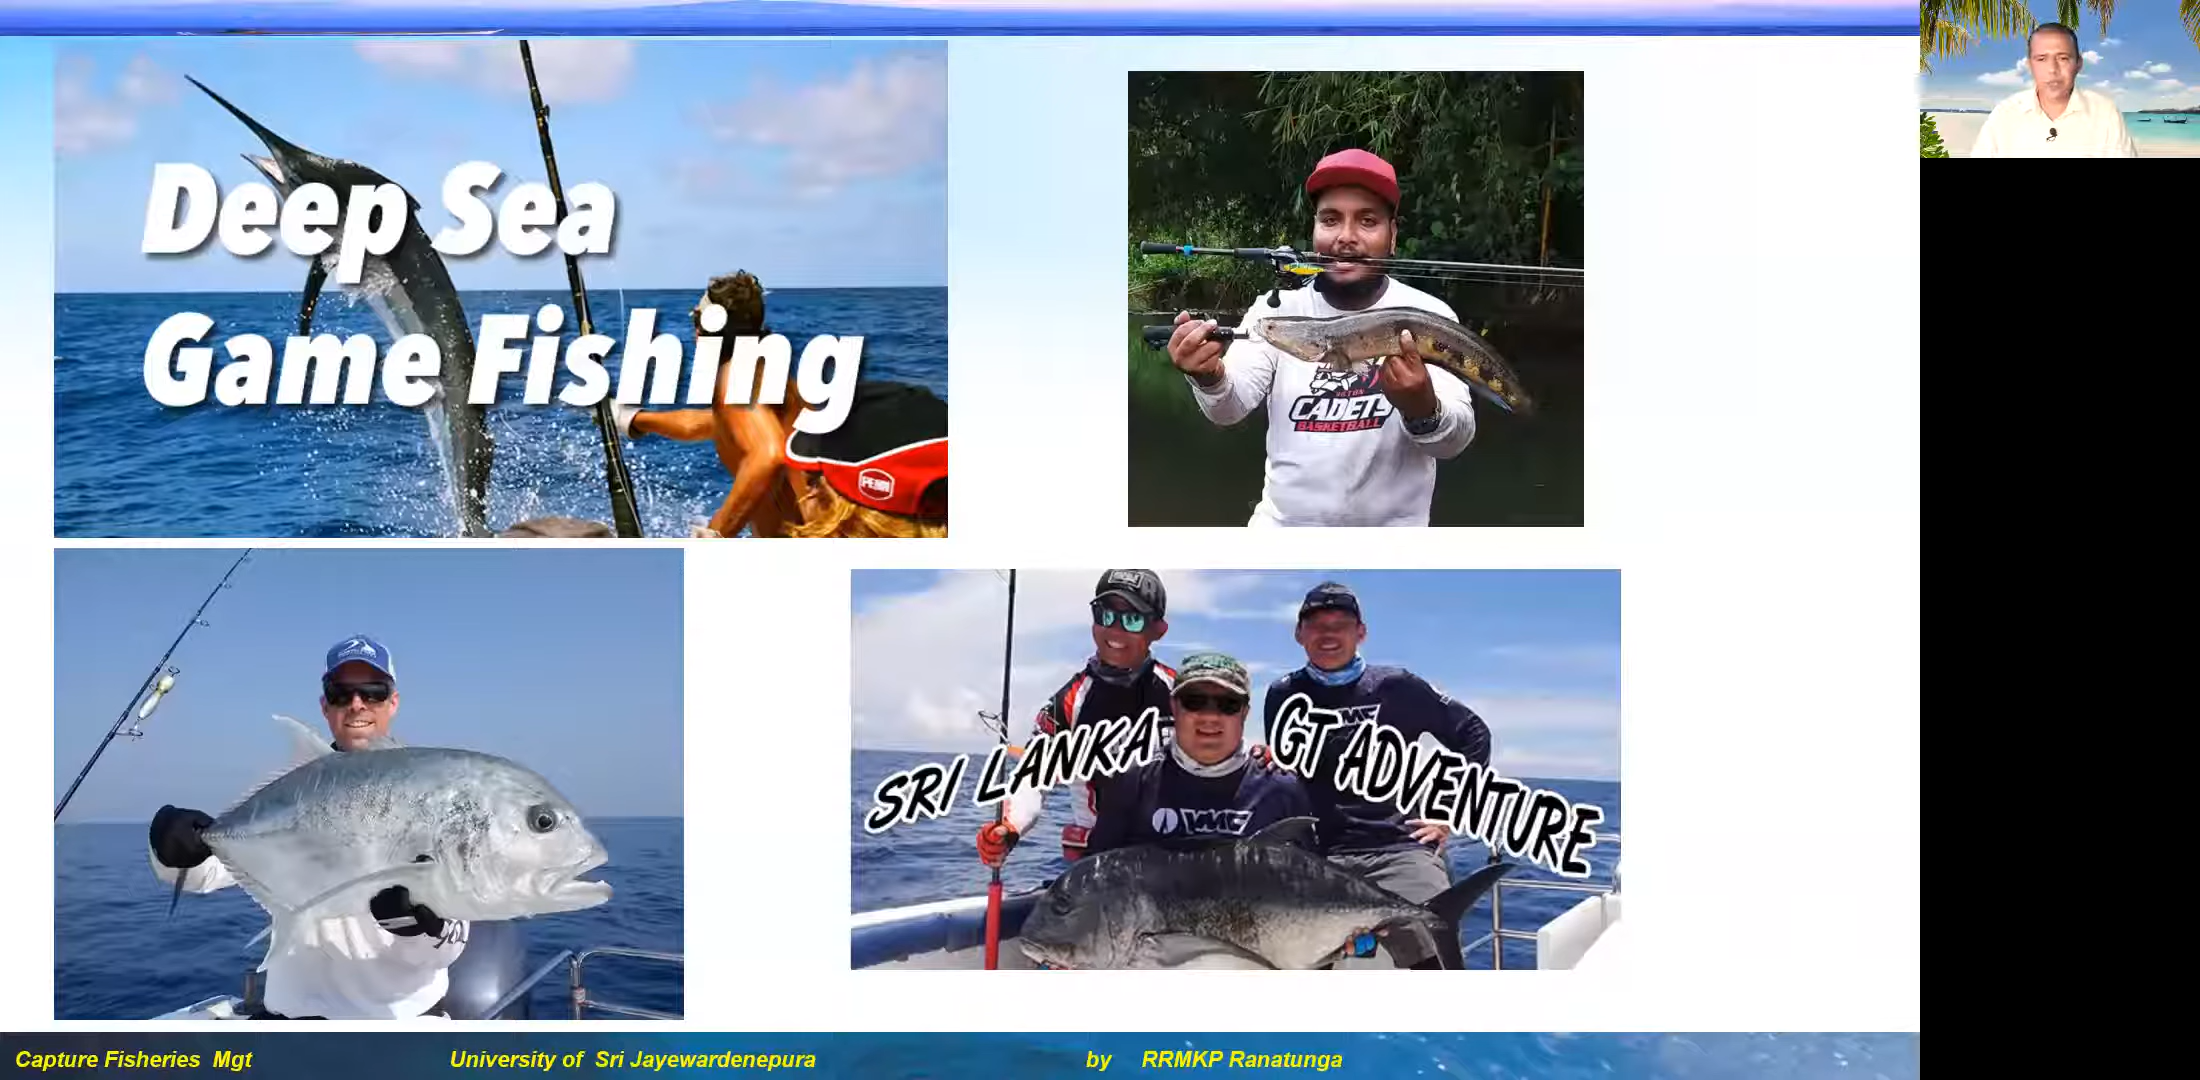 Deep Sea
Game Fishing
PENN
CADETS
BASKETBALL
SRI LANKA GT ADVENTURE
Capture Fisheries Mgt University of Sri Jayewardenepura by RRMKP Ranatunga